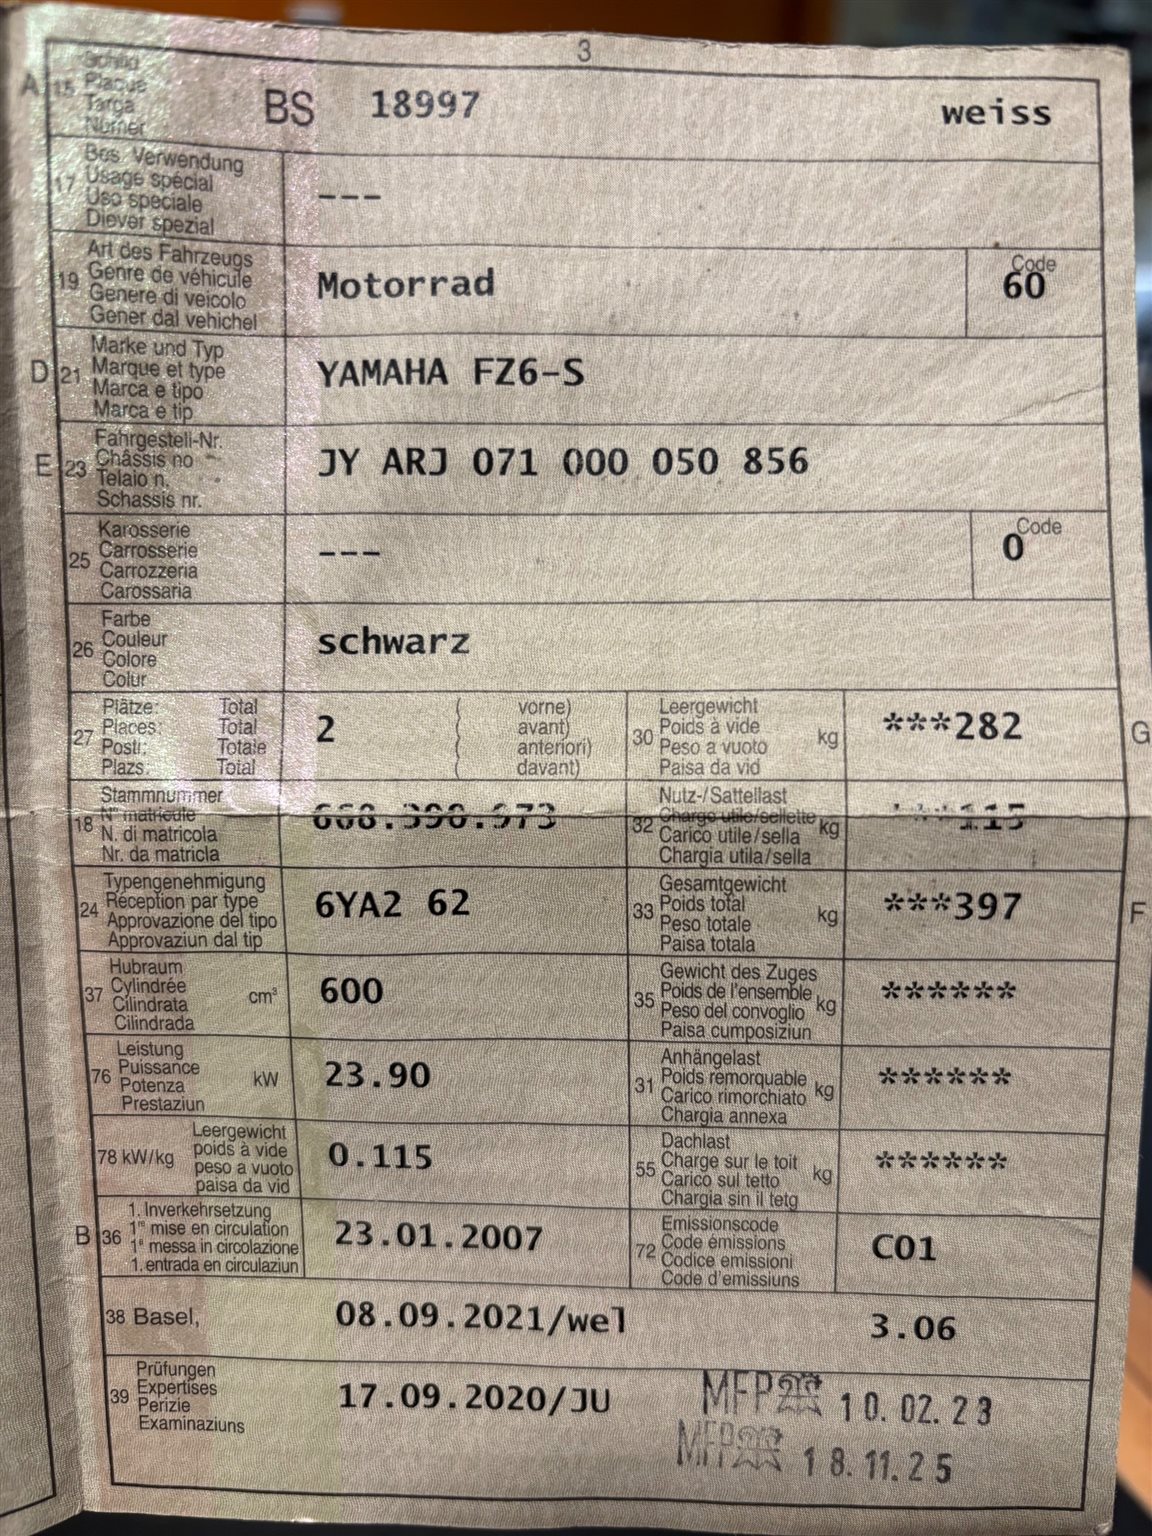 3
A 15 Schild
Plaque
Targa
Numer
BS 18997 weiss
17 Bes. Verwendung
Usage spécial
Uso speciale
Diever spezial
---
19 Art des Fahrzeugs
Genre de véhicule
Genere di veicolo
Gener dal vehichel
Motorrad
Code
60
D 21 Marke und Typ
Marque et type
Marca e tipo
Marca e tip
YAMAHA FZ6-S
E 23 Fahrgestell-Nr.
Châssis no
Telaio n.
Schassis nr.
JY ARJ 071 000 050 856
25 Karosserie
Carrosserie
Carrozzeria
Carossaria
---
Code
0
26 Farbe
Couleur
Colore
Colur
schwarz
27 Plätze: Total
Places: Total
Posti: Totale
Plazs: Total
2
( vorne)
( avant)
( anteriori)
( davant)
30 Leergewicht
Poids à vide
Peso a vuoto
Paisa da vid
kg
***282
G
18 Stammnummer
N° matricule
N. di matricola
Nr. da matricla
32 Nutz-/Sattellast
Charge utile/sellette
Carico utile/sella
Chargia utila/sella
kg
***115
24 Typengenehmigung
Réception par type
Approvazione del tipo
Approvaziun dal tip
6YA2 62
33 Gesamtgewicht
Poids total
Peso totale
Paisa totala
kg
***397
F
37 Hubraum
Cylindrée
Cilindrata
Cilindrada
cm³
600
35 Gewicht des Zuges
Poids de l'ensemble
Peso del convoglio
Paisa cumposiziun
kg
******
76 Leistung
Puissance
Potenza
Prestaziun
kW
23.90
31 Anhängelast
Poids remorquable
Carico rimorchiato
Chargia annexa
kg
******
78 kW/kg
Leergewicht
poids à vide
peso a vuoto
paisa da vid
0.115
55 Dachlast
Charge sur le toit
Carico sul tetto
Chargia sin il tetg
kg
******
B 36 1. Inverkehrsetzung
1re mise en circulation
1a messa in circolazione
1. entrada en circulaziun
23.01.2007
72 Emissionscode
Code émissions
Codice emissioni
Code d'emissiuns
C01
38 Basel, 08.09.2021/wel 3.06
39 Prüfungen
Expertises
Perizie
Examinaziuns
17.09.2020/JU
MFP 10.02.23
MFP 18.11.25